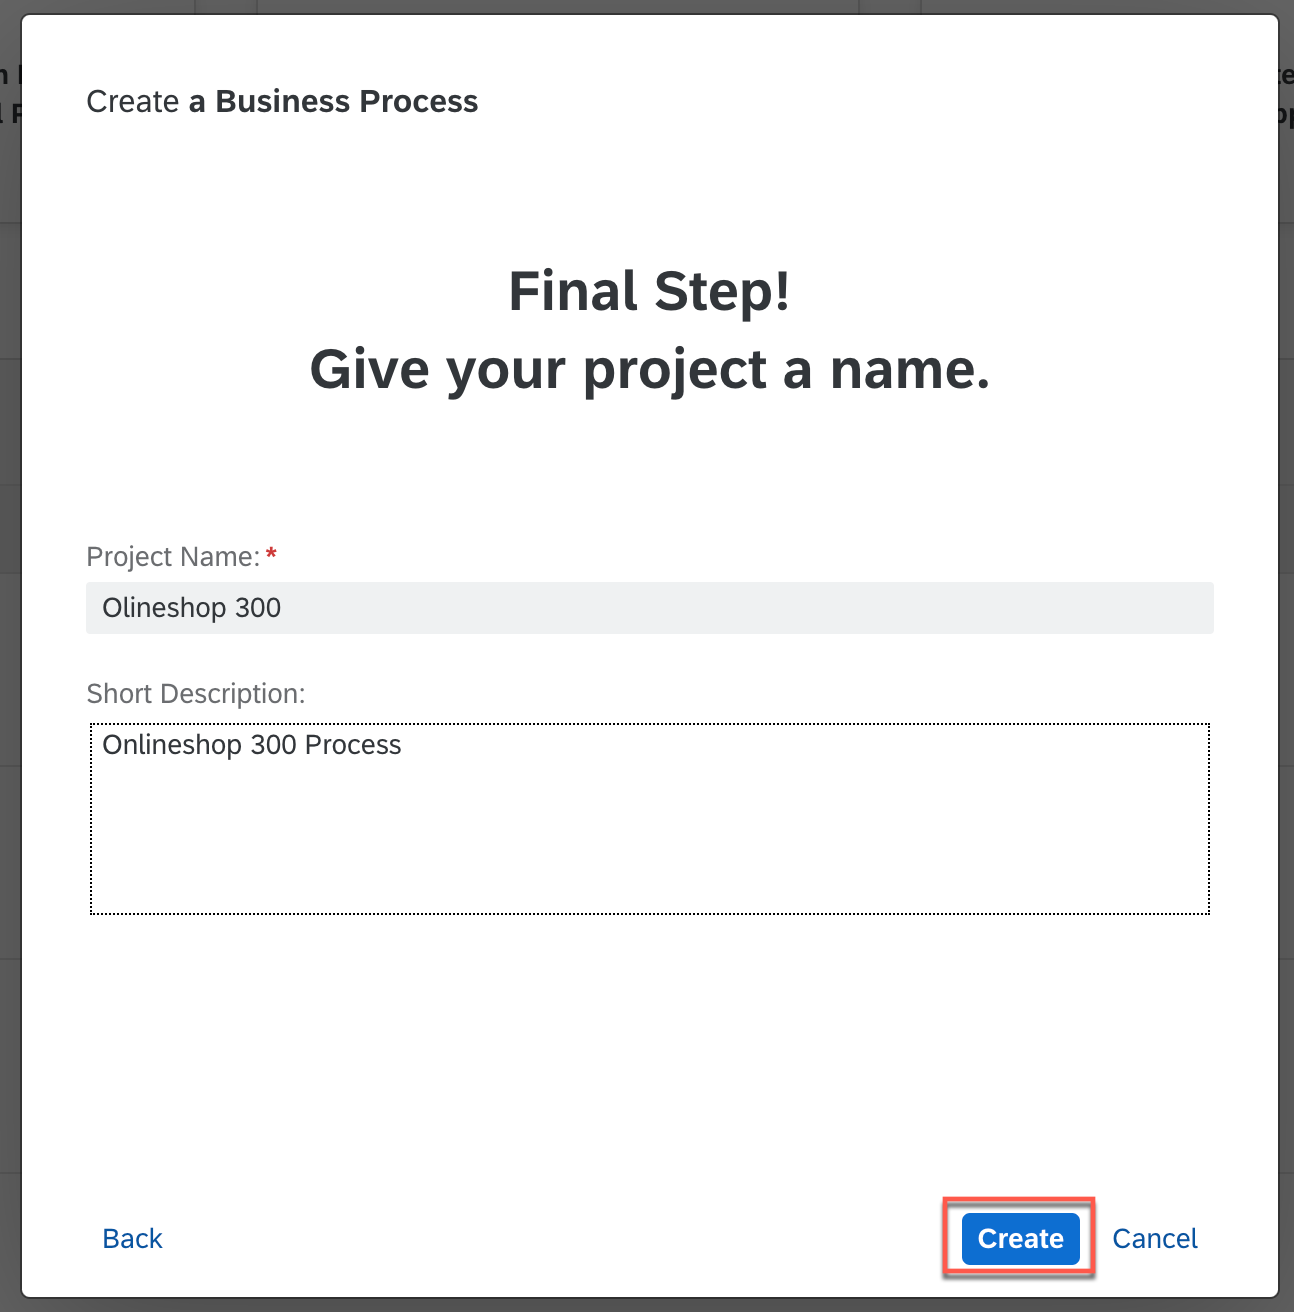 Create a Business Process
Final Step!
Give your project a name.
Project Name: *
Olineshop 300
Short Description:
Onlineshop 300 Process
Back
Create
Cancel